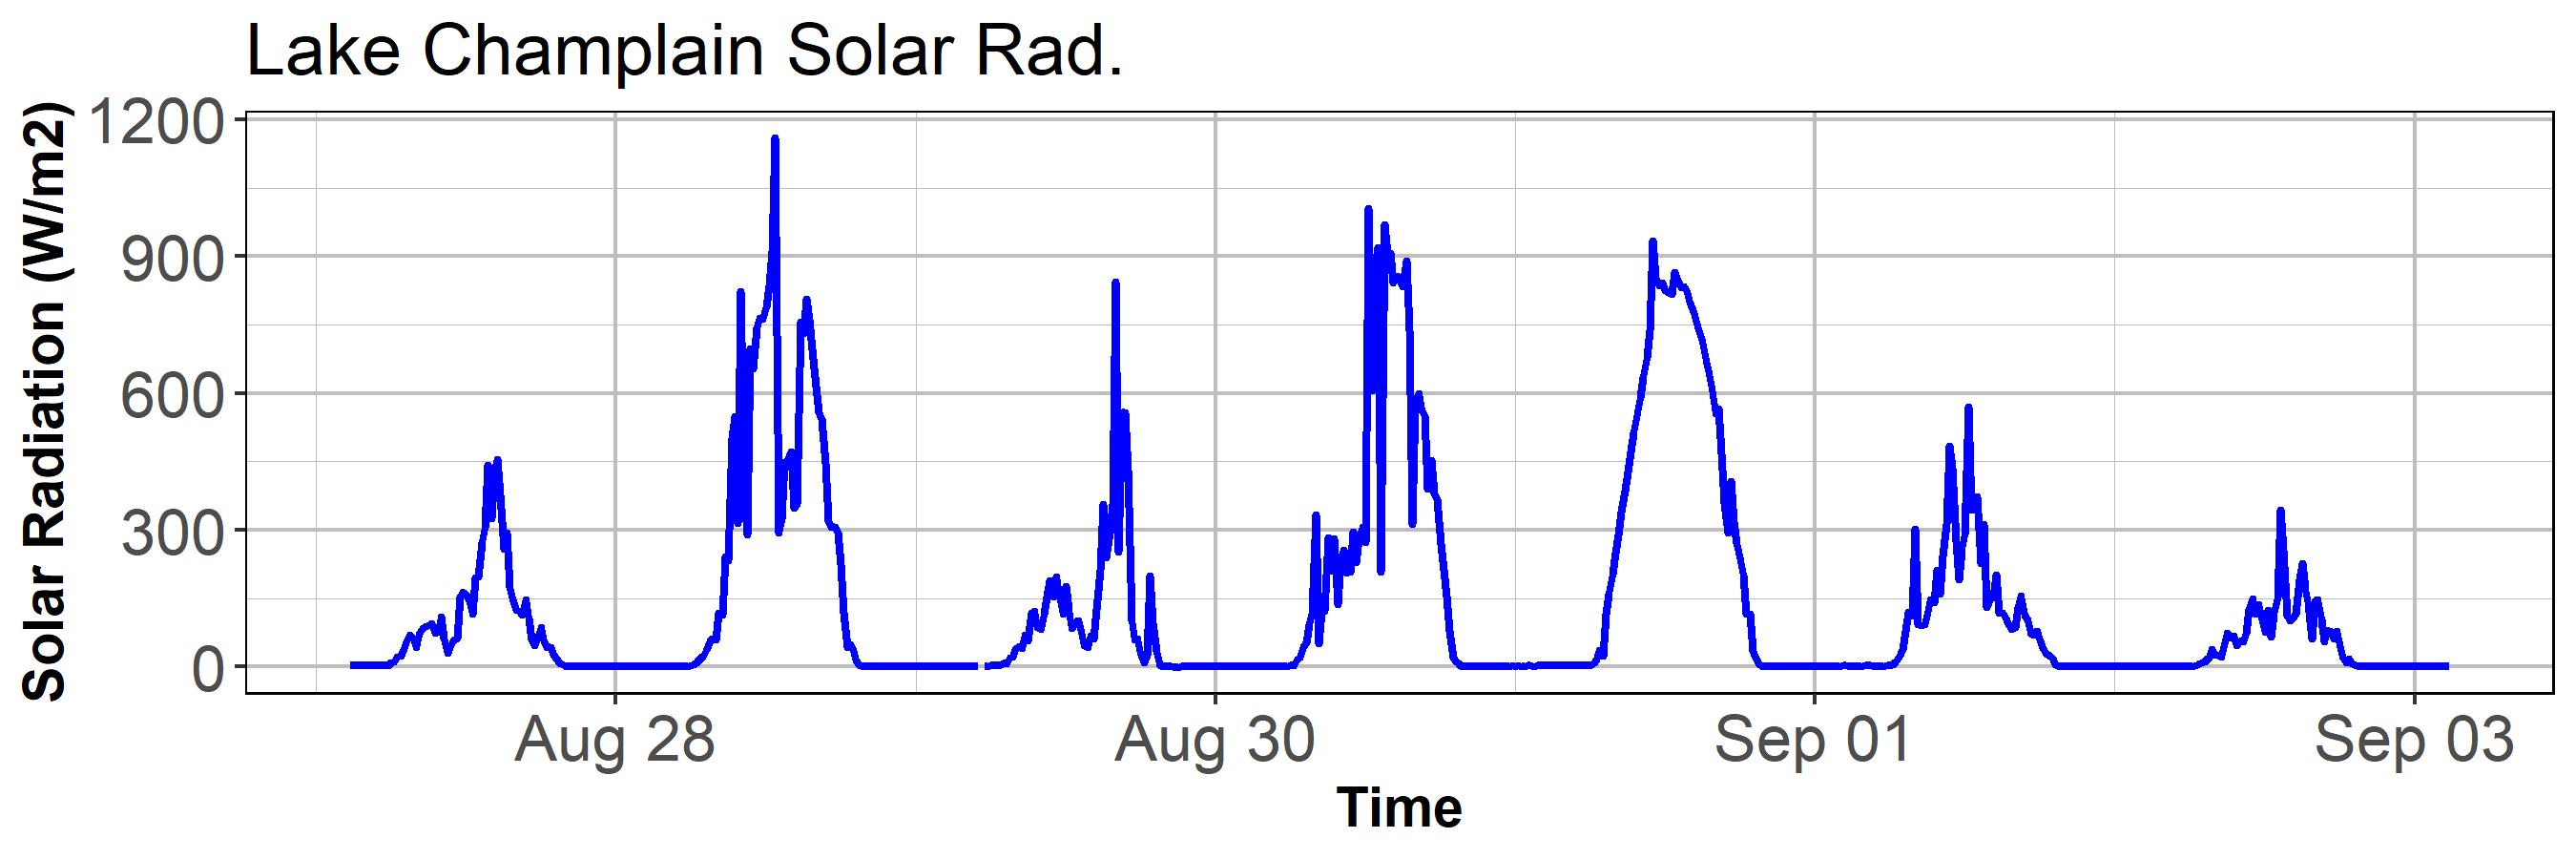 Lake Champlain Solar Rad.
Solar Radiation (W/m2)
1200
900
600
300
0
Aug 28 Aug 30 Sep 01 Sep 03
Time